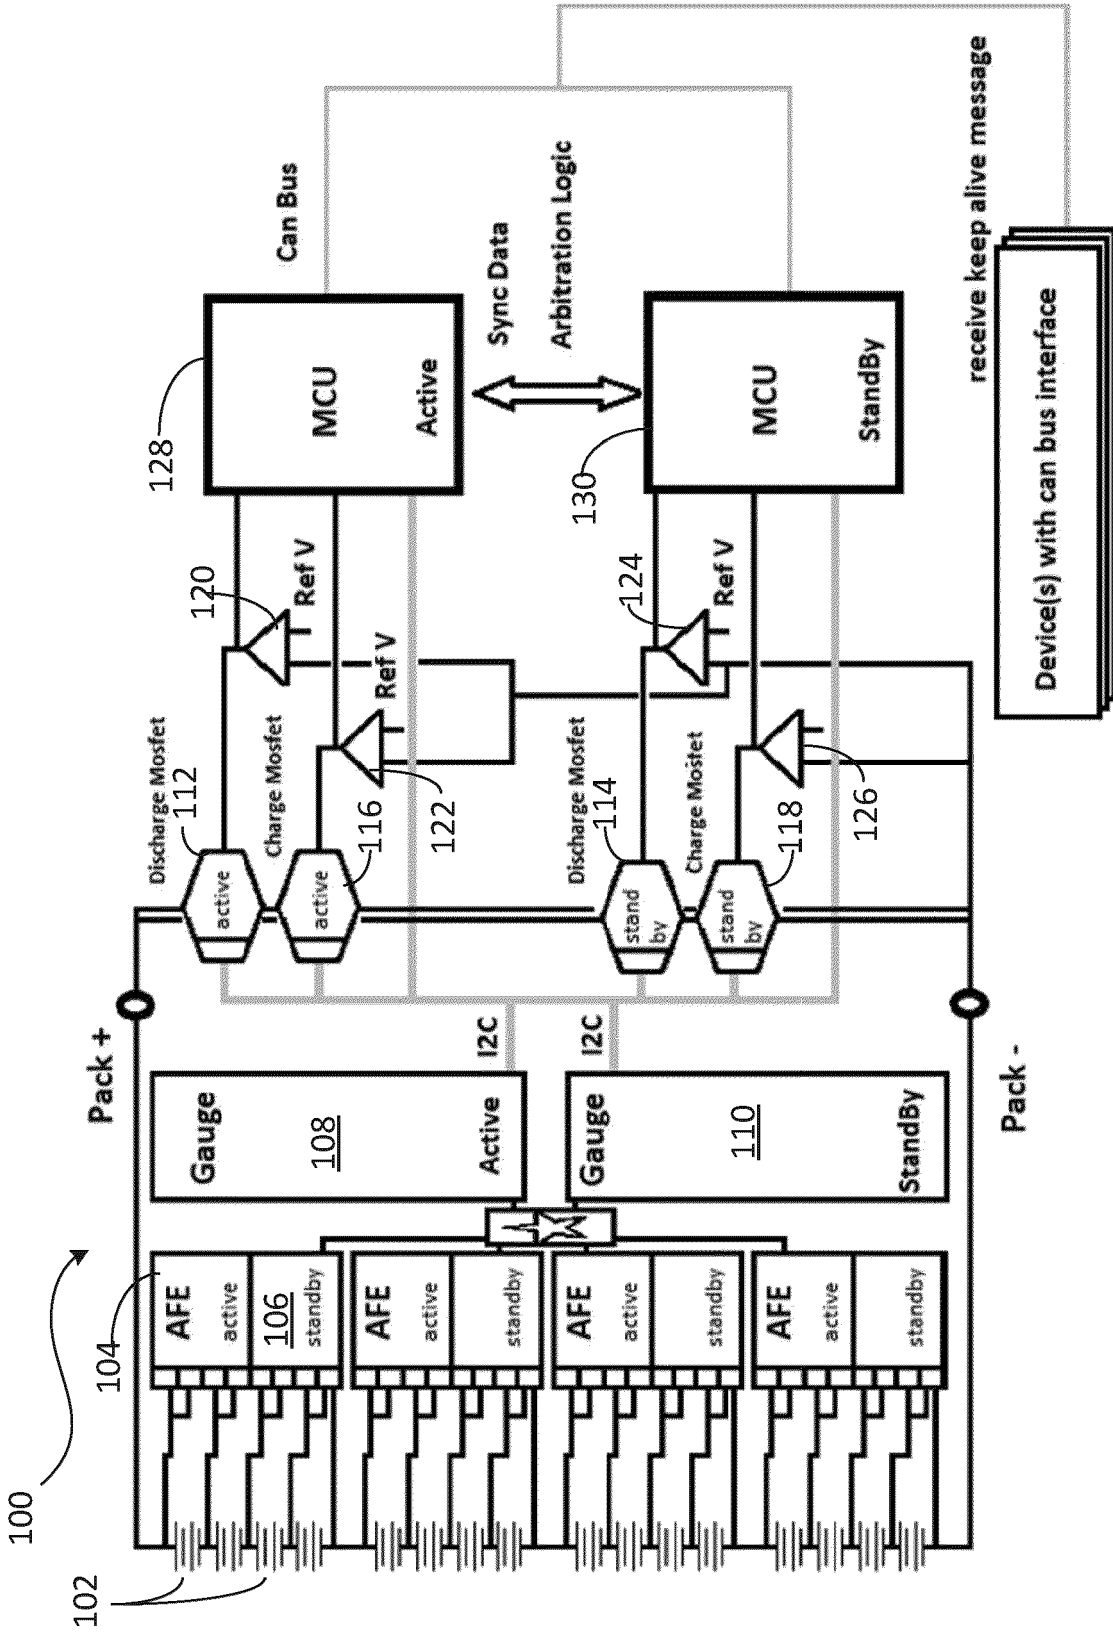 100
102
104
AFE
active
106
standby
AFE
active
standby
AFE
active
standby
AFE
active
standby
Pack +
Gauge
108
Active
I2C
Gauge
110
StandBy
I2C
Pack -
Discharge Mosfet
112
active
Charge Mosfet
116
active
Discharge Mosfet
114
stand
by
Charge Mosfet
118
stand
by
120
Ref V
122
Ref V
124
Ref V
126
128
MCU
Active
Can Bus
Sync Data
Arbitration Logic
130
MCU
StandBy
receive keep alive message
Device(s) with can bus interface